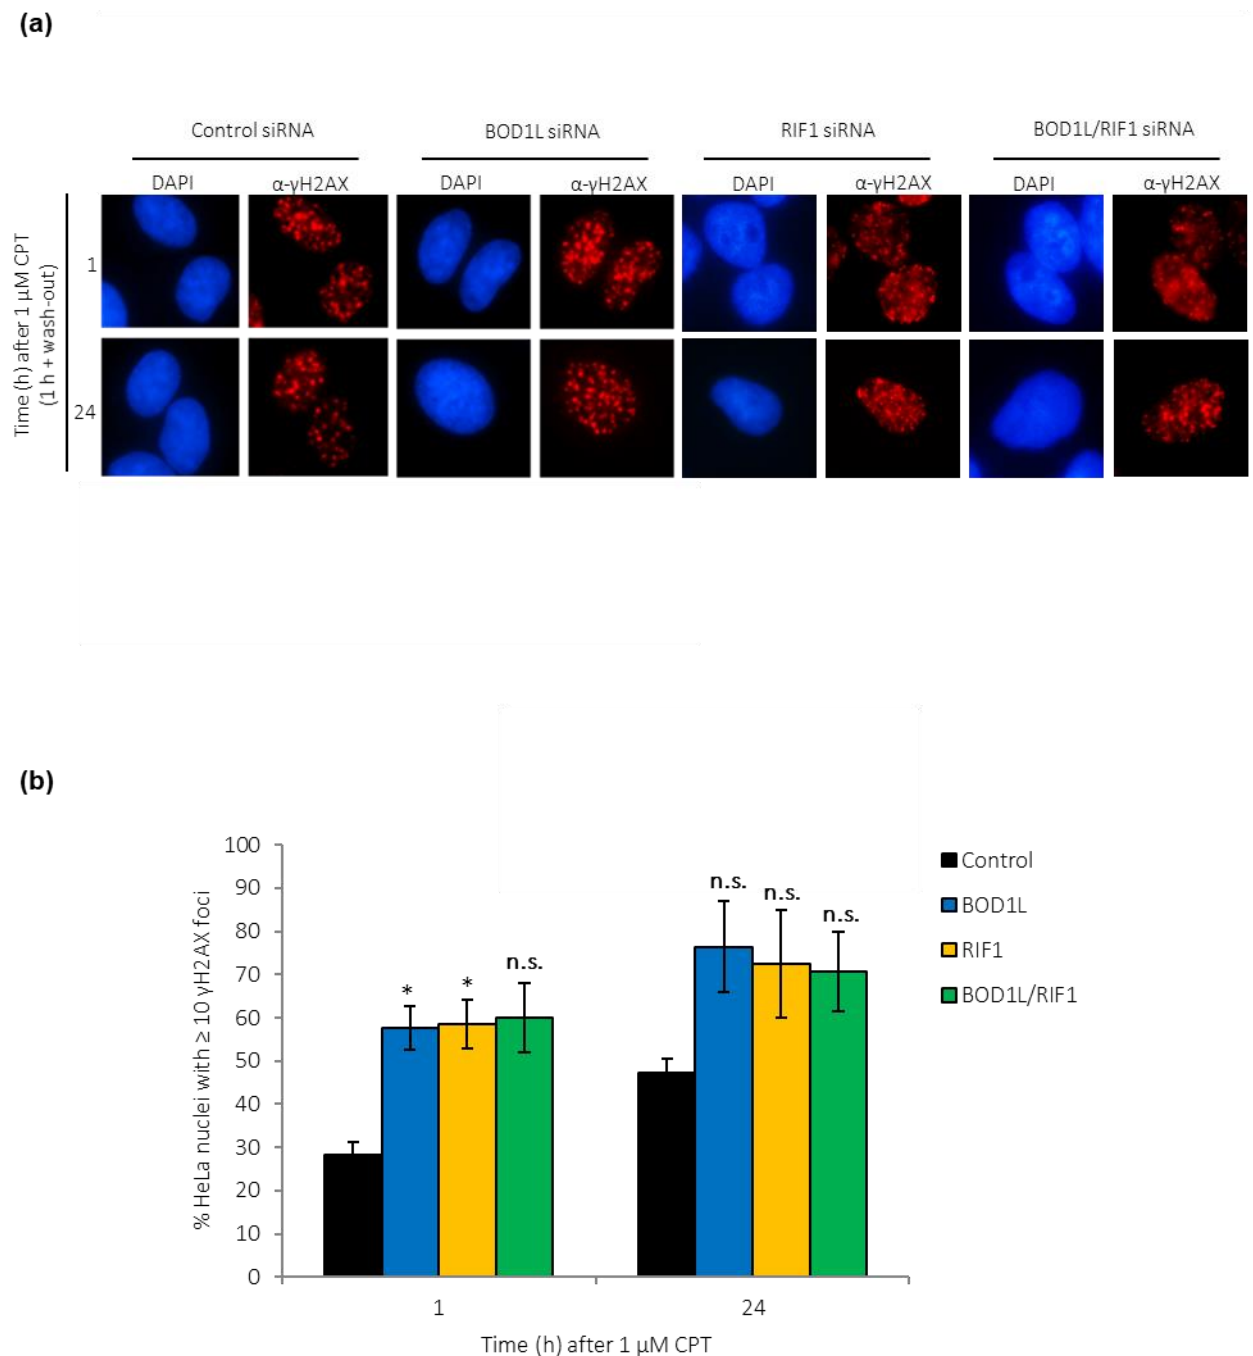 (a)
Control siRNA BOD1L siRNA RIF1 siRNA BOD1L/RIF1 siRNA
DAPI α-γH2AX DAPI α-γH2AX DAPI α-γH2AX DAPI α-γH2AX
Time (h) after 1 μM CPT
(1 h + wash-out)
1
24
(b)
% HeLa nuclei with ≥ 10 γH2AX foci
100
90
80
70
60
50
40
30
20
10
0
* * n.s.
n.s. n.s. n.s.
Control
BOD1L
RIF1
BOD1L/RIF1
1 24
Time (h) after 1 μM CPT